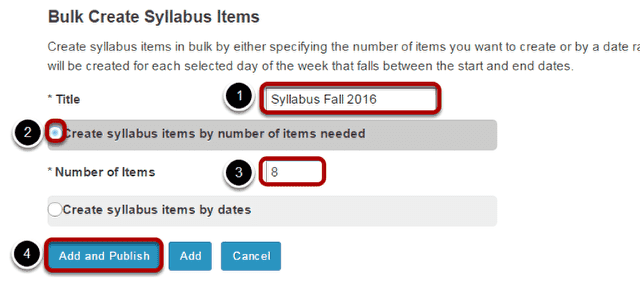 Bulk Create Syllabus Items
Create syllabus items in bulk by either specifying the number of items you want to create or by a date ra
will be created for each selected day of the week that falls between the start and end dates.
* Title 1 Syllabus Fall 2016
2 Create syllabus items by number of items needed
* Number of Items 3 8
Create syllabus items by dates
4 Add and Publish Add Cancel